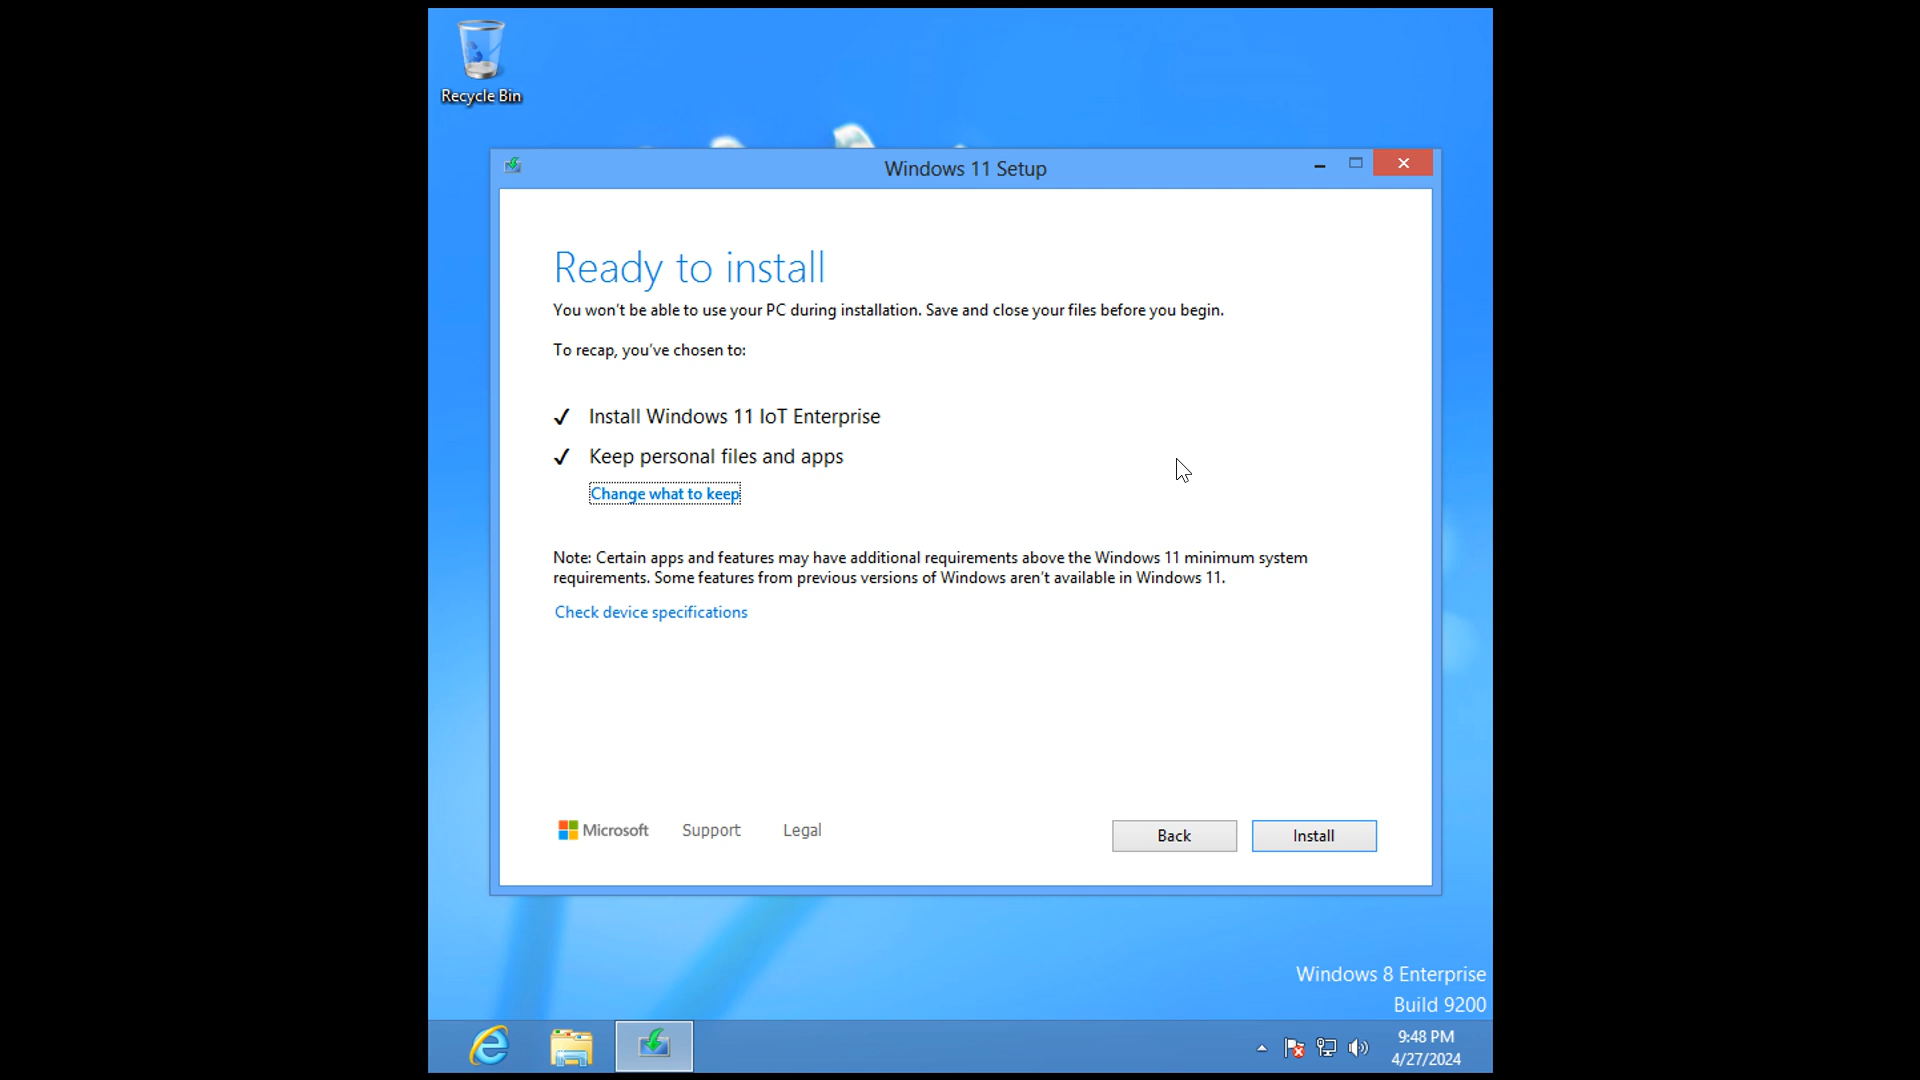 Recycle Bin
Windows 11 Setup
Ready to install
You won't be able to use your PC during installation. Save and close your files before you begin.
To recap, you've chosen to:
Install Windows 11 IoT Enterprise
Keep personal files and apps
Change what to keep
Note: Certain apps and features may have additional requirements above the Windows 11 minimum system
requirements. Some features from previous versions of Windows aren't available in Windows 11.
Check device specifications
Microsoft Support Legal
Back Install
Windows 8 Enterprise
Build 9200
9:48 PM
4/27/2024